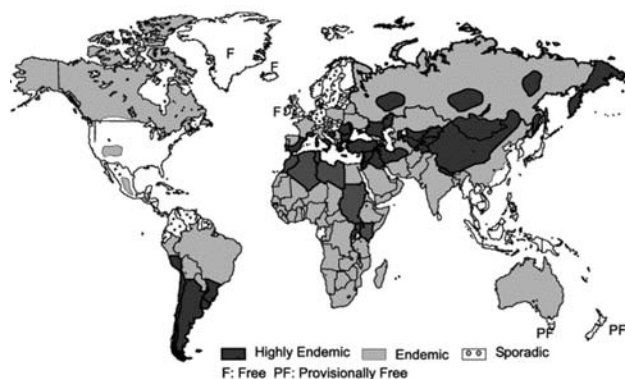 F
F
F
PF
PF
Highly Endemic Endemic Sporadic
F: Free PF: Provisionally Free